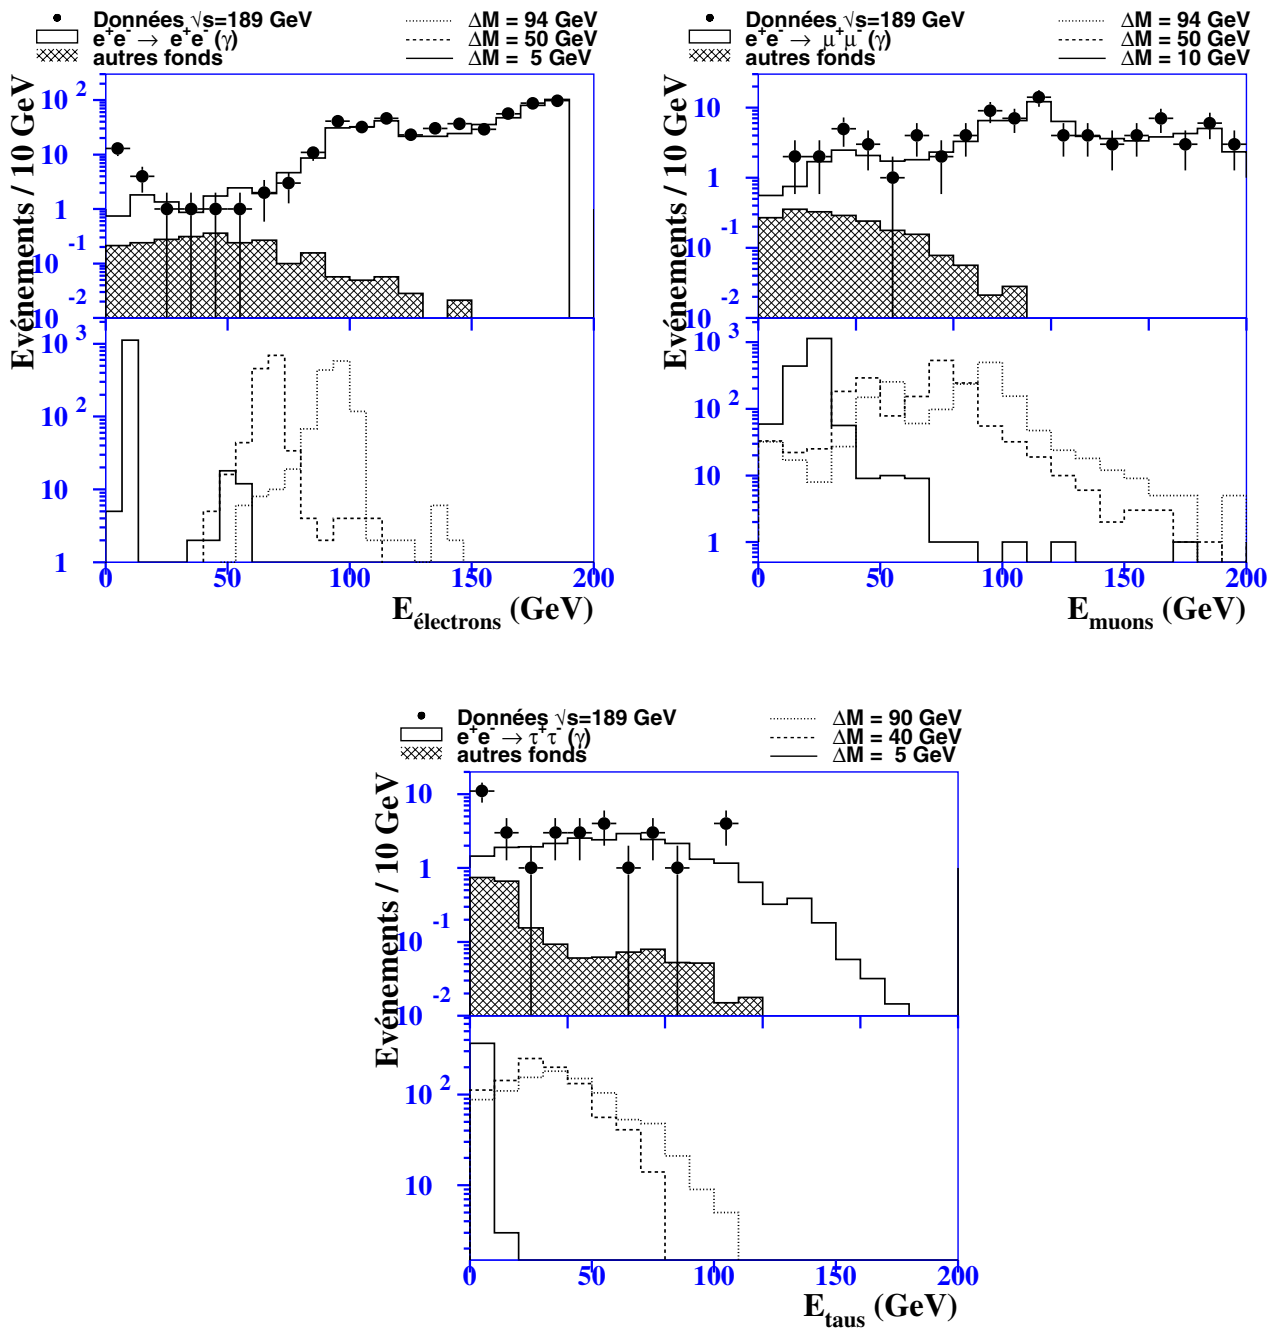 Données √s=189 GeV
e⁺e⁻ → e⁺e⁻ (γ)
autres fonds
ΔM = 94 GeV
ΔM = 50 GeV
ΔM = 5 GeV
Evénements / 10 GeV
10 ²
10
1
10 ⁻¹
10 ⁻²
10 ³
10 ²
10
1
0 50 100 150 200
E électrons (GeV)
Données √s=189 GeV
e⁺e⁻ → μ⁺μ⁻ (γ)
autres fonds
ΔM = 94 GeV
ΔM = 50 GeV
ΔM = 10 GeV
Evénements / 10 GeV
10
1
10 ⁻¹
10 ⁻²
10 ³
10 ²
10
1
0 50 100 150 200
E muons (GeV)
Données √s=189 GeV
e⁺e⁻ → τ⁺τ⁻ (γ)
autres fonds
ΔM = 90 GeV
ΔM = 40 GeV
ΔM = 5 GeV
Evénements / 10 GeV
10
1
10 ⁻¹
10 ⁻²
10 ²
10
0 50 100 150 200
E taus (GeV)